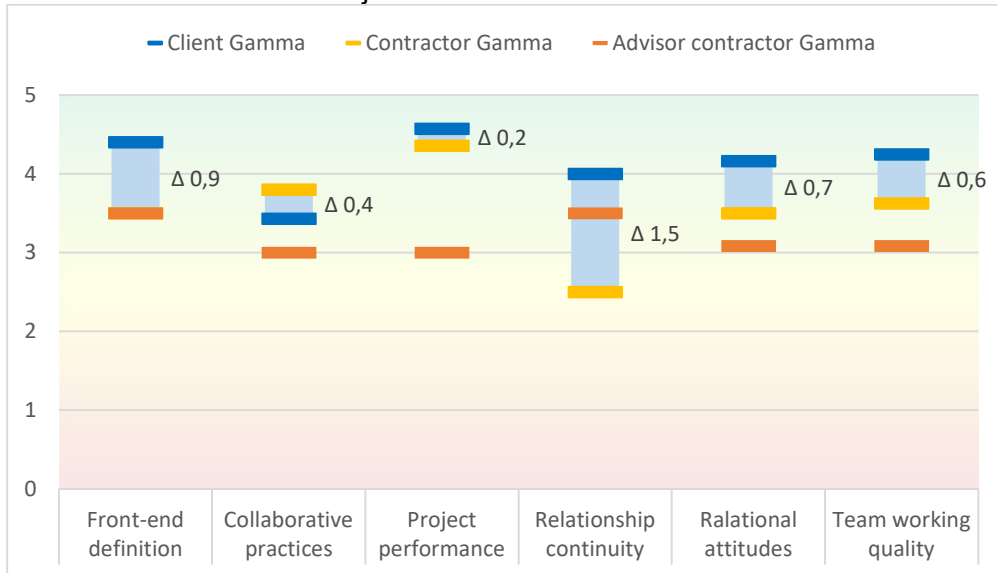 Client Gamma Contractor Gamma Advisor contractor Gamma
5
4
3
2
1
0
Δ 0,9
Δ 0,4
Δ 0,2
Δ 1,5
Δ 0,7
Δ 0,6
Front-end
definition
Collaborative
practices
Project
performance
Relationship
continuity
Ralational
attitudes
Team working
quality